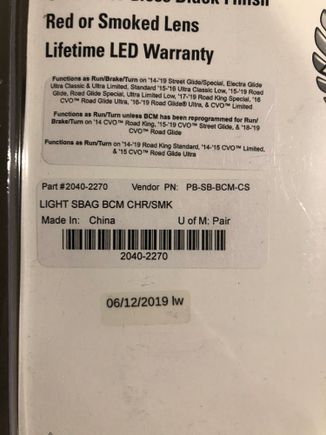 Gloss Black Finish
Red or Smoked Lens
Lifetime LED Warranty
Functions as Run/Brake/Turn on '14-'19 Street Glide/Special, Electra Glide
Ultra Classic & Ultra Limited, Standard '15-'16 Ultra Classic Low, '15-'19 Road
Glide, Road Glide Special, Ultra Limited Low, '17-'19 Road King Special, '16
CVO™ Road Glide Ultra, '16-'19 Road Glide® Ultra, & CVO™ Limited
Functions as Run/Turn unless BCM has been reprogrammed for Run/
Brake/Turn on '14 CVO™ Road King, '15-'19 CVO™ Street Glide, & '18-'19
CVO™ Road Glide
Functions as Run/Turn on '14-'19 Road King Standard, '14-'15 CVO™ Limited,
& '15 CVO™ Road Glide Ultra
Part #2040-2270 Vendor PN: PB-SB-BCM-CS
LIGHT SBAG BCM CHR/SMK
Made In: China U of M: Pair
2040-2270
06/12/2019 lw